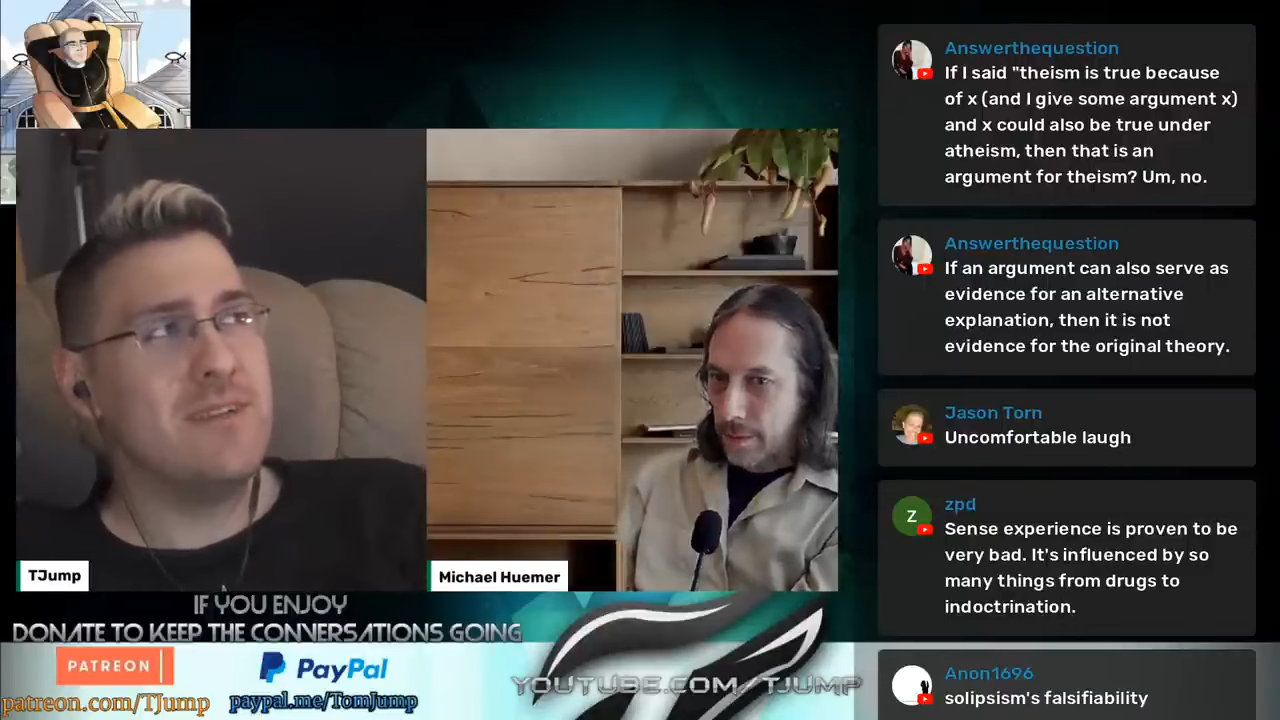 Answerthequestion
If I said "theism is true because
of x (and I give some argument x)
and x could also be true under
atheism, then that is an
argument for theism? Um, no.
Answerthequestion
If an argument can also serve as
evidence for an alternative
explanation, then it is not
evidence for the original theory.
Jason Torn
Uncomfortable laugh
Z
zpd
Sense experience is proven to be
very bad. It's influenced by so
many things from drugs to
indoctrination.
Anon1696
solipsism's falsifiability
TJump
Michael Huemer
IF YOU ENJOY
DONATE TO KEEP THE CONVERSATIONS GOING
PATREON
PayPal
patreon.com/TJump
paypal.me/TomJump
YOUTUBE.COM/TJUMP